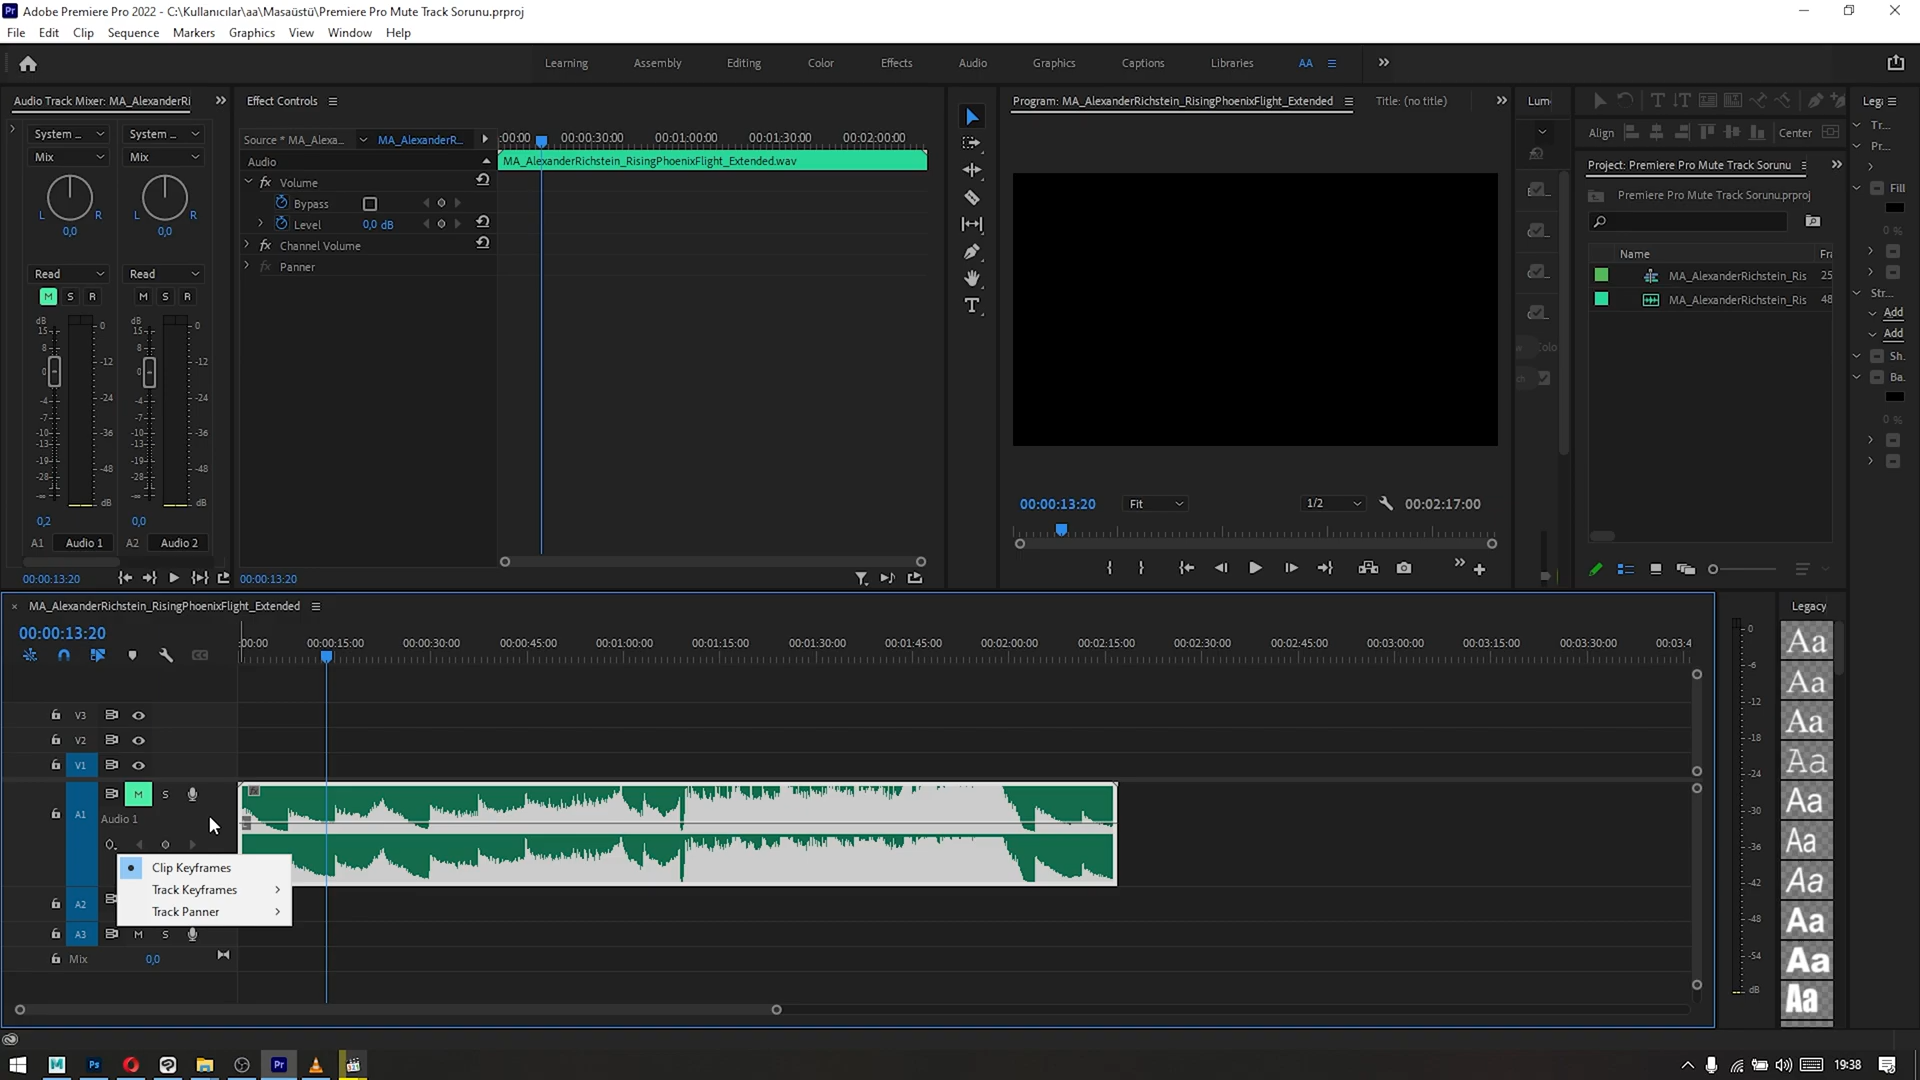 Adobe Premiere Pro 2022 - C:\Kullanıcılar\aa\Masaüstü\Premiere Pro Mute Track Sorunu.prproj
File Edit Clip Sequence Markers Graphics View Window Help
Learning Assembly Editing Color Effects Audio Graphics Captions Libraries AA
Audio Track Mixer: MA_AlexanderRi
System ... System ...
Mix Mix
L R L R
0,0 0,0
Read Read
M S R M S R
dB dB
15 0 15 0
8 8
0 -12 0 -12
-4 -24 -4 -24
-7 -7
-10 -36 -10 -36
-13 -13
-19 -48 -19 -48
-28 -28
-∞ dB -∞ dB
0,2 0,0
A1 Audio 1 A2 Audio 2
00:00:13:20
Effect Controls
Source * MA_Alexa... MA_AlexanderR...
:00:00 00:00:30:00 00:01:00:00 00:01:30:00 00:02:00:00
Audio
MA_AlexanderRichstein_RisingPhoenixFlight_Extended.wav
fx Volume
Bypass
Level 0,0 dB
fx Channel Volume
fx Panner
00:00:13:20
Program: MA_AlexanderRichstein_RisingPhoenixFlight_Extended
Title: (no title)
00:00:13:20 Fit 1/2 00:02:17:00
Lum
Align Center
Project: Premiere Pro Mute Track Sorunu
Premiere Pro Mute Track Sorunu.prproj
Name Fr
MA_AlexanderRichstein_Ris 25
MA_AlexanderRichstein_Ris 48
Leg
Tr...
Pr...
Fill
0 %
Str...
Add
Add
Sh.
Ba.
0 %
MA_AlexanderRichstein_RisingPhoenixFlight_Extended
00:00:13:20
:00:00 00:00:15:00 00:00:30:00 00:00:45:00 00:01:00:00 00:01:15:00 00:01:30:00 00:01:45:00 00:02:00:00 00:02:15:00 00:02:30:00 00:02:45:00 00:03:00:00 00:03:15:00 00:03:30:00 00:03:4
V3
V2
V1
A1 M S
Audio 1
Clip Keyframes
Track Keyframes
Track Panner
A2
A3 M S
Mix 0,0
0
-6
-12
-18
-24
-30
-36
-42
-48
-54
dB
Legacy
Aa
Aa
Aa
Aa
Aa
Aa
Aa
Aa
Aa
Aa
M Ps Pr 19:38